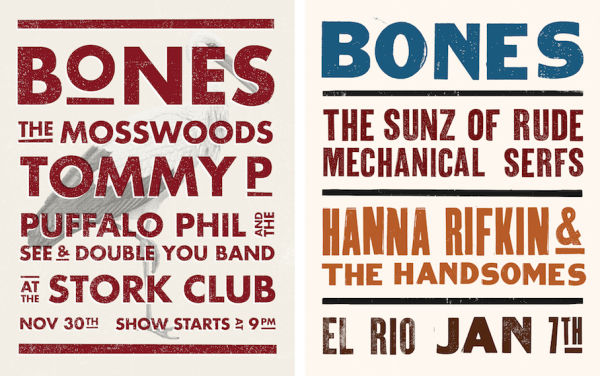 BONES
THE MOSSWOODS
TOMMY P
PUFFALO PHIL AND THE
SEE & DOUBLE YOU BAND
AT THE STORK CLUB
NOV 30TH SHOW STARTS AT 9PM
BONES
THE SUNZ OF RUDE
MECHANICAL SERFS
HANNA RIFKIN &
THE HANDSOMES
EL RIO JAN 7TH